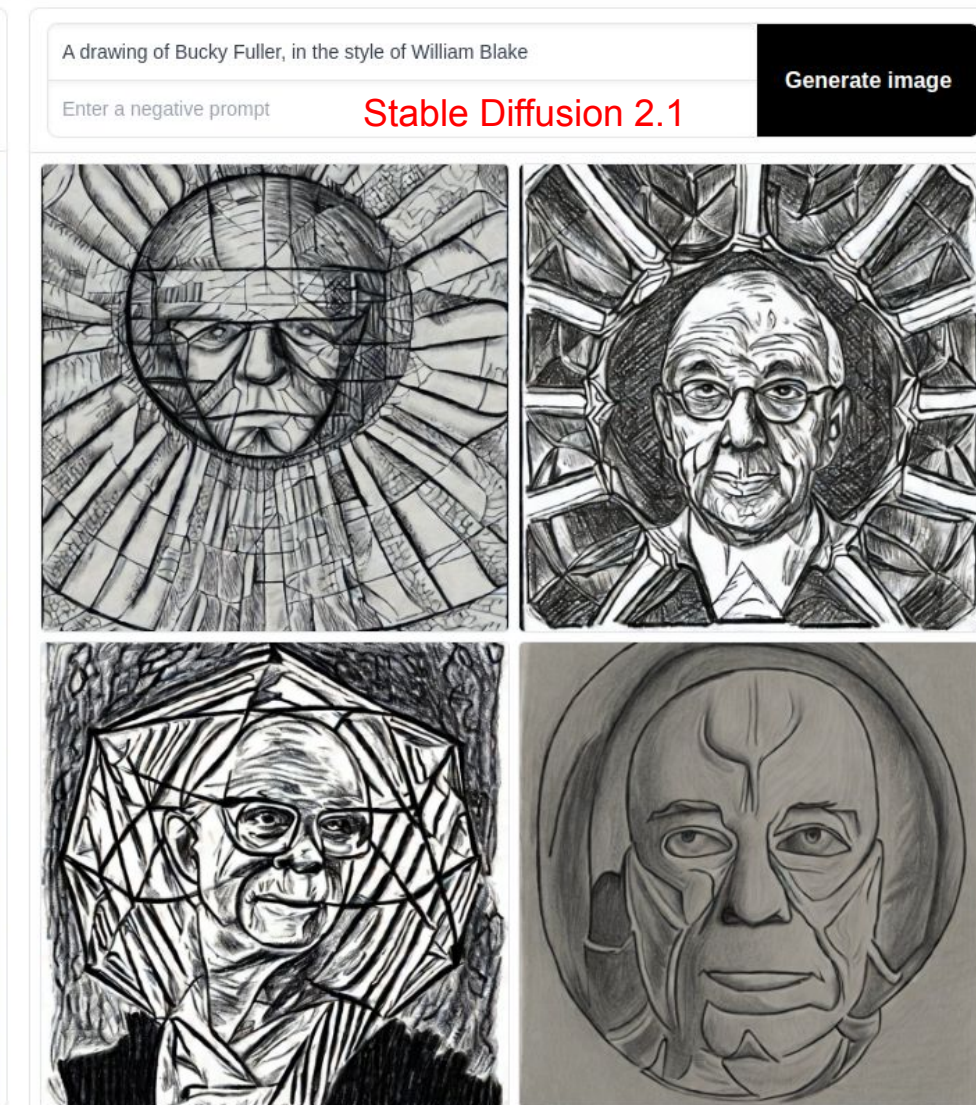 A drawing of Bucky Fuller, in the style of William Blake
Generate image
Enter a negative prompt
Stable Diffusion 2.1